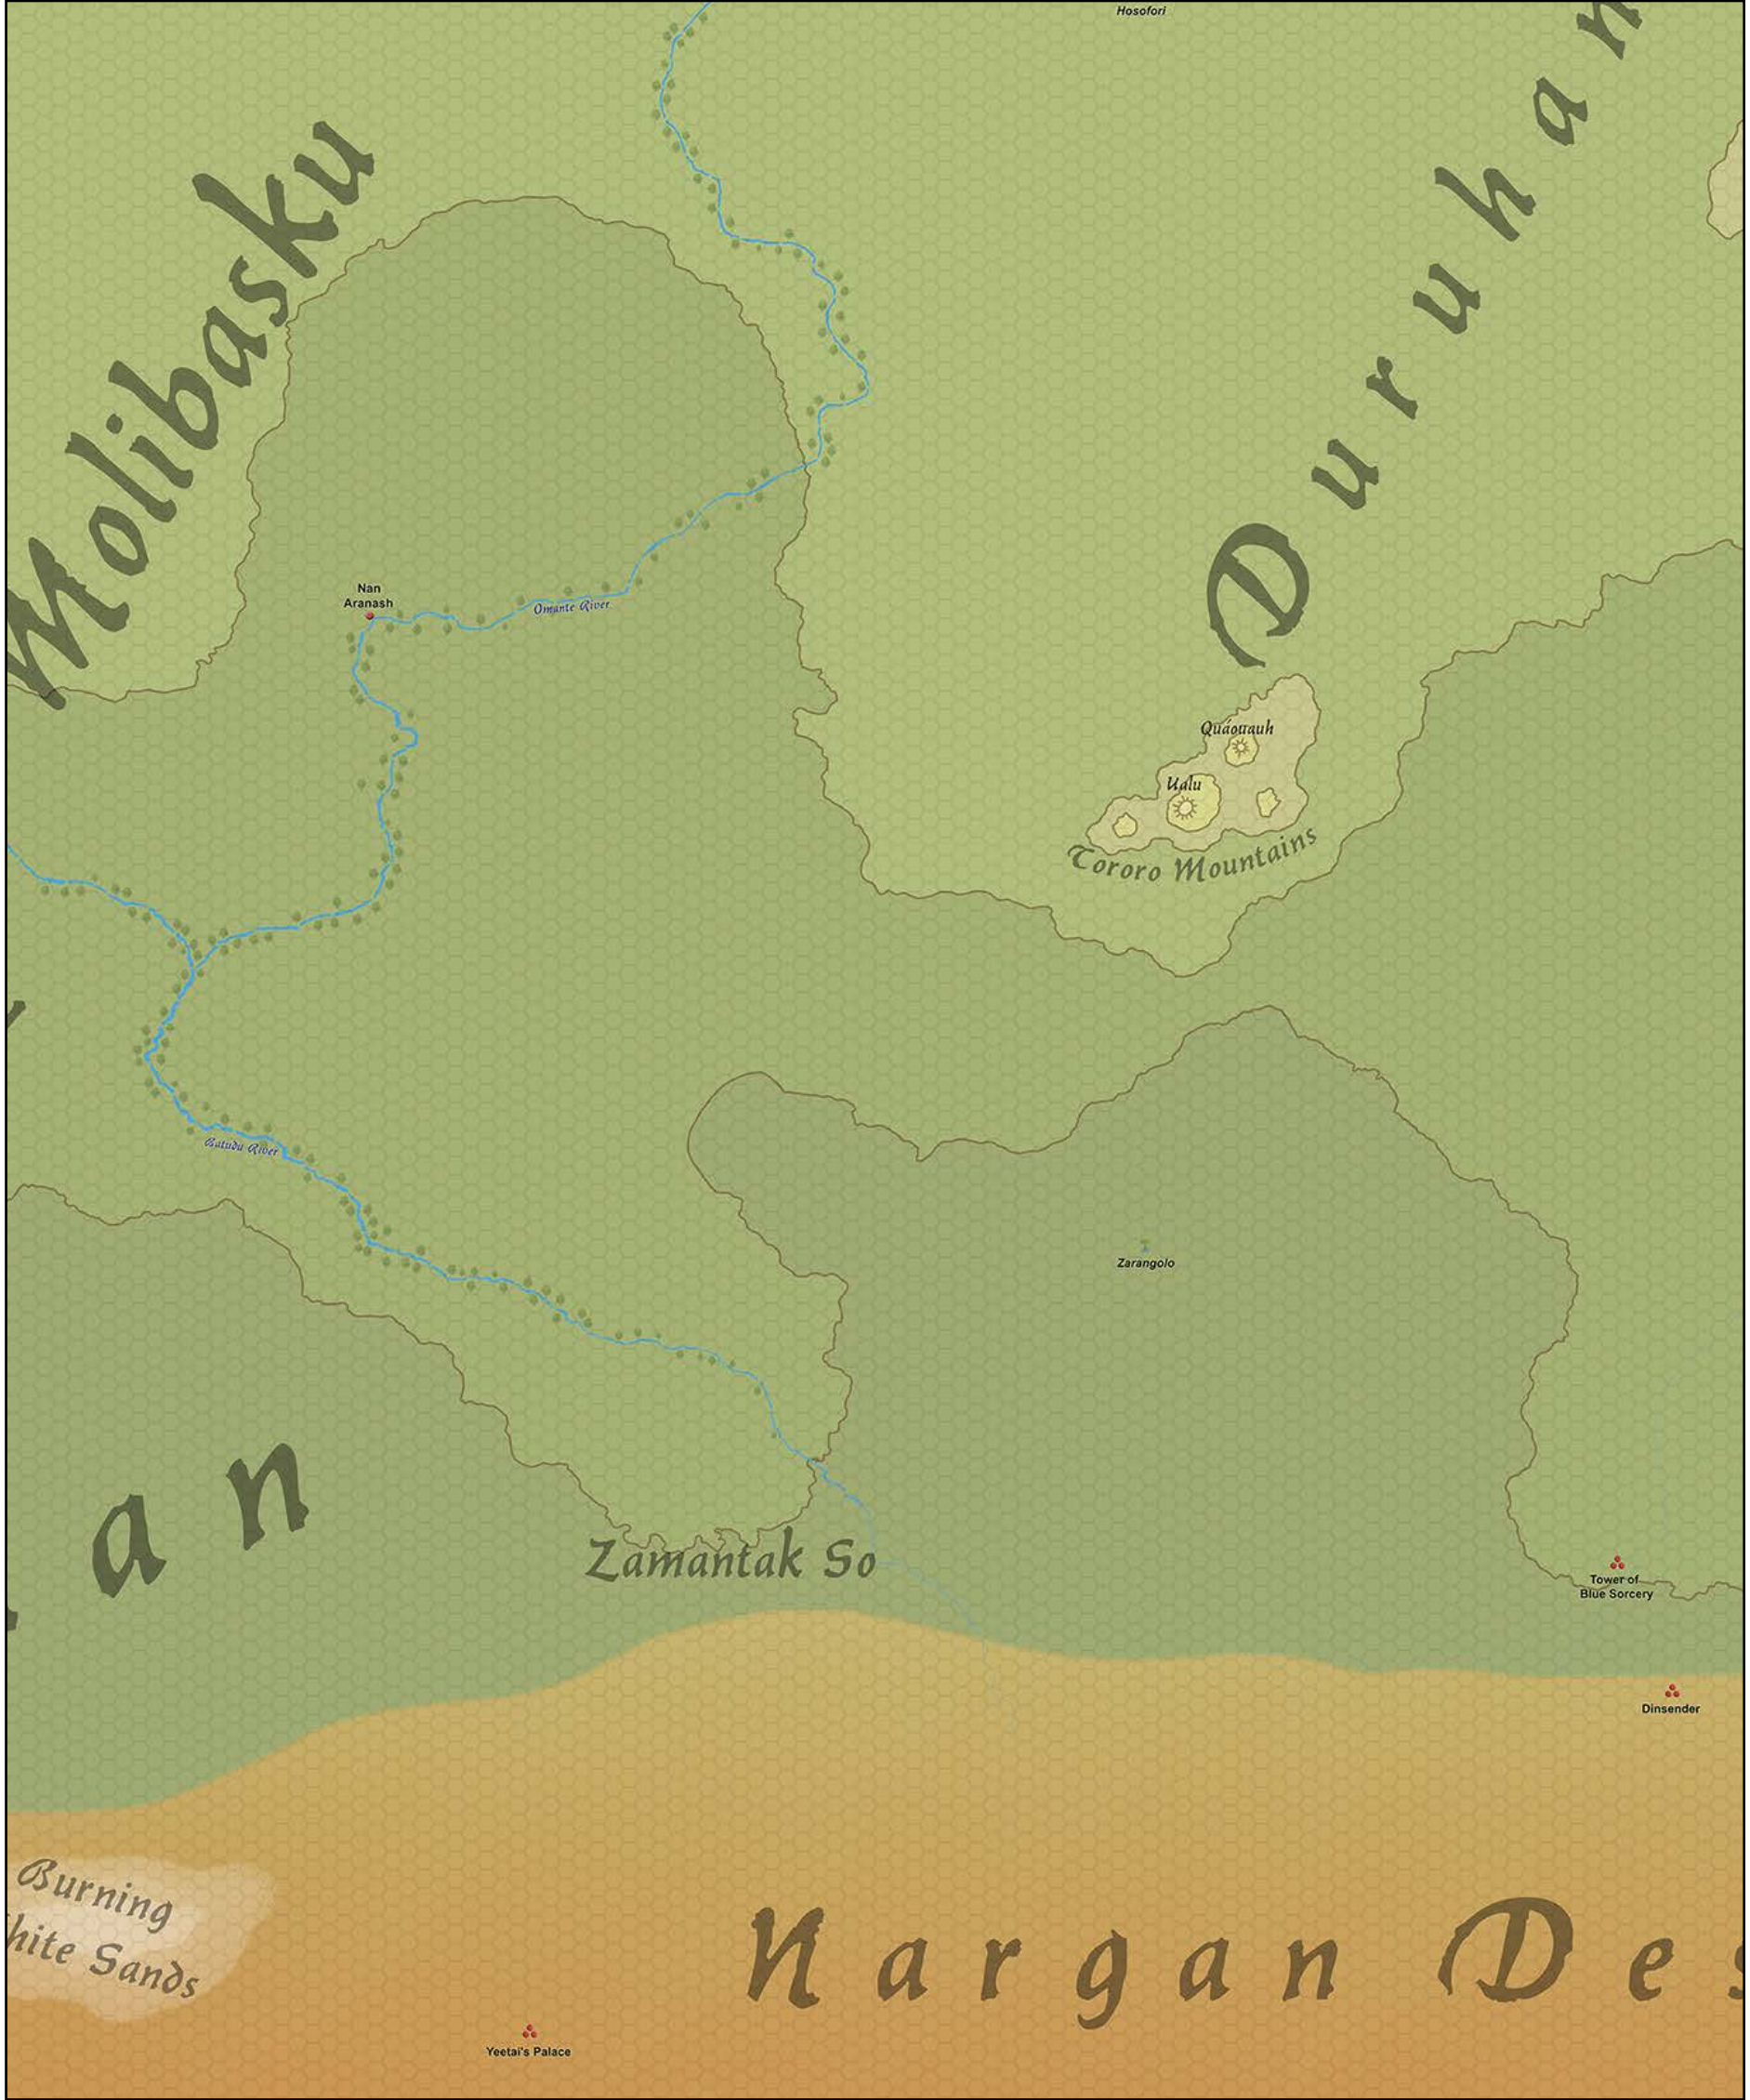 Hosofori
Molibasku
Duruhan
Nan
Aranash
Omante River
Quáouauh
Ualu
Tororo Mountains
Batudu River
Zarangolo
an
Zamantak So
Tower of
Blue Sorcery
Dinsender
Burning
hite Sands
Nargan Des
Yeetai's Palace